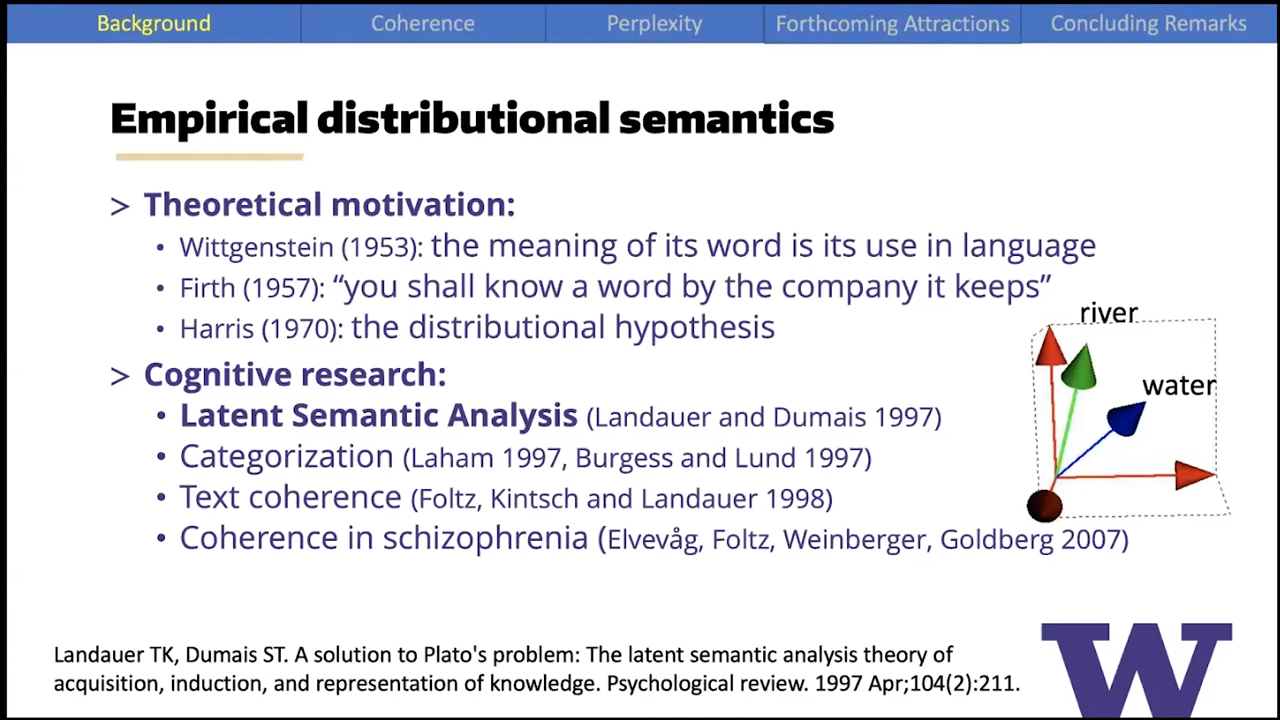 Background Coherence Perplexity Forthcoming Attractions Concluding Remarks
Empirical distributional semantics
> Theoretical motivation:
• Wittgenstein (1953): the meaning of its word is its use in language
• Firth (1957): “you shall know a word by the company it keeps”
river
• Harris (1970): the distributional hypothesis
> Cognitive research:
water
• Latent Semantic Analysis (Landauer and Dumais 1997)
• Categorization (Laham 1997, Burgess and Lund 1997)
• Text coherence (Foltz, Kintsch and Landauer 1998)
• Coherence in schizophrenia (Elvevåg, Foltz, Weinberger, Goldberg 2007)
Landauer TK, Dumais ST. A solution to Plato's problem: The latent semantic analysis theory of
acquisition, induction, and representation of knowledge. Psychological review. 1997 Apr;104(2):211.
W